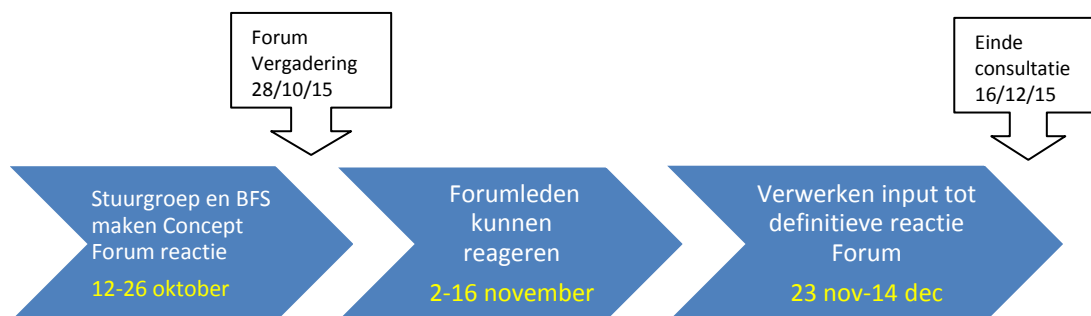 Forum
Vergadering
28/10/15
Einde
consultatie
16/12/15
Stuurgroep en BFS
maken Concept
Forum reactie
12-26 oktober
Forumleden
kunnen
reageren
2-16 november
Verwerken input tot
definitieve reactie
Forum
23 nov-14 dec